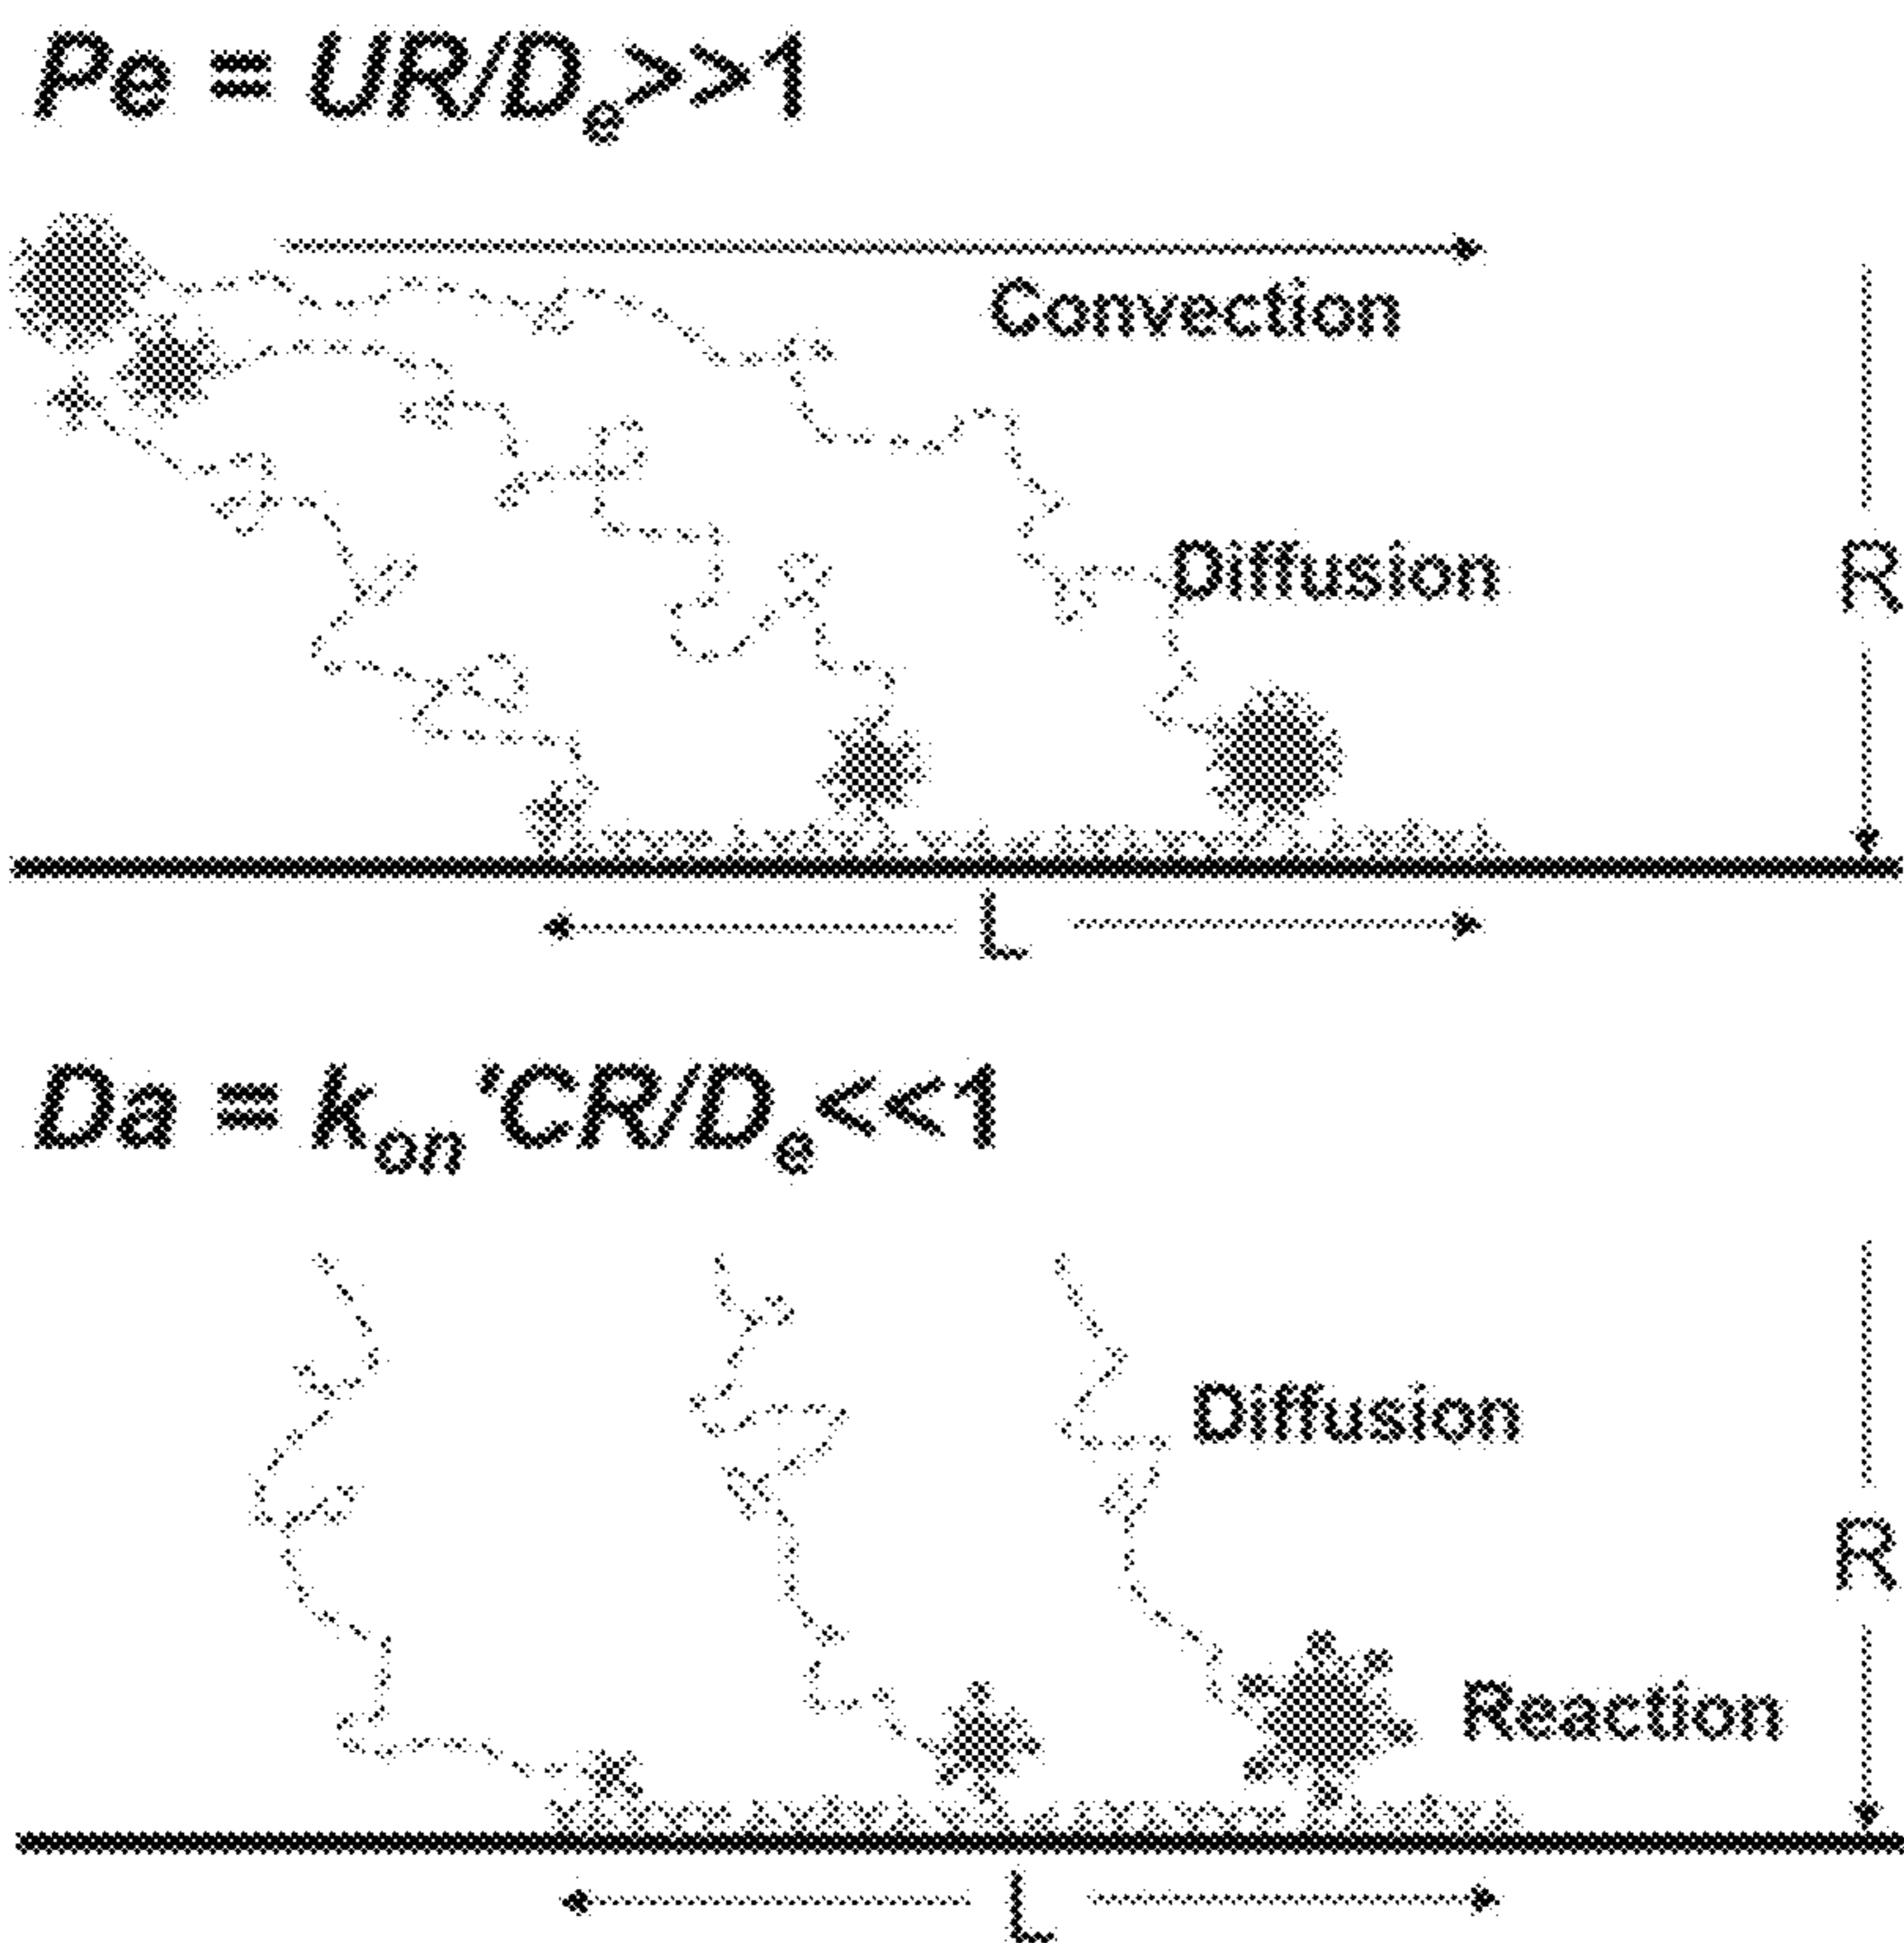 Pe = UR/De>>1
Convection
Diffusion
R
L
Da = kon'CR/De<<1
Diffusion
R
Reaction
L